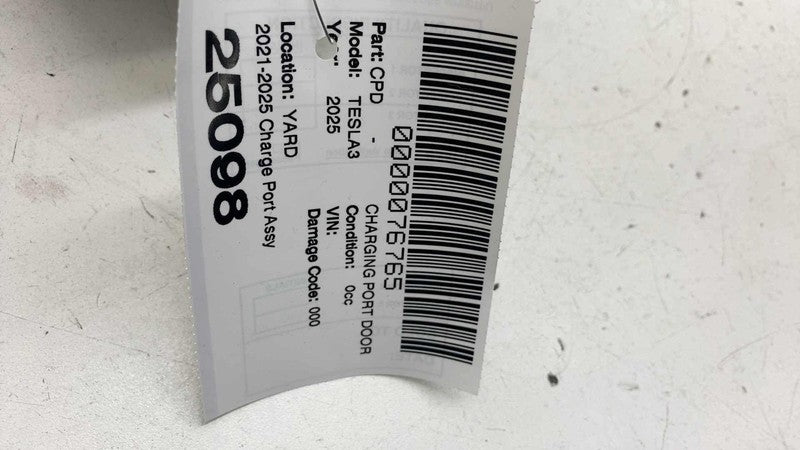 0000076765
Part: CPD - CHARGING PORT DOOR
Model: TESLA3 Condition: 0cc
Year: 2025 VIN:
Damage Code: 000
Location: YARD
2021-2025 Charge Port Assy
25098